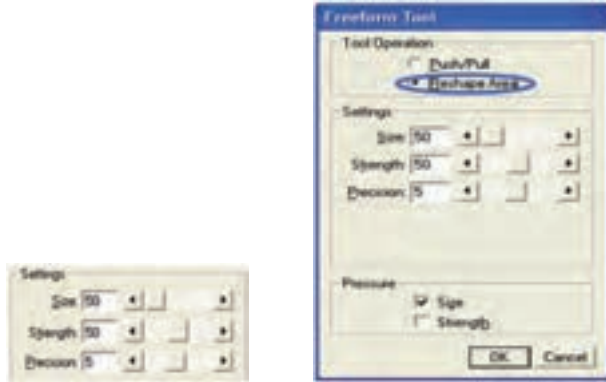 Settings
Size 50
Strength 50
Precision 5
Freeform Tool
Tool Operation
Push/Pull
Reshape Area
Settings
Size 50
Strength 50
Precision 5
Pressure
Size
Strength
OK Cancel